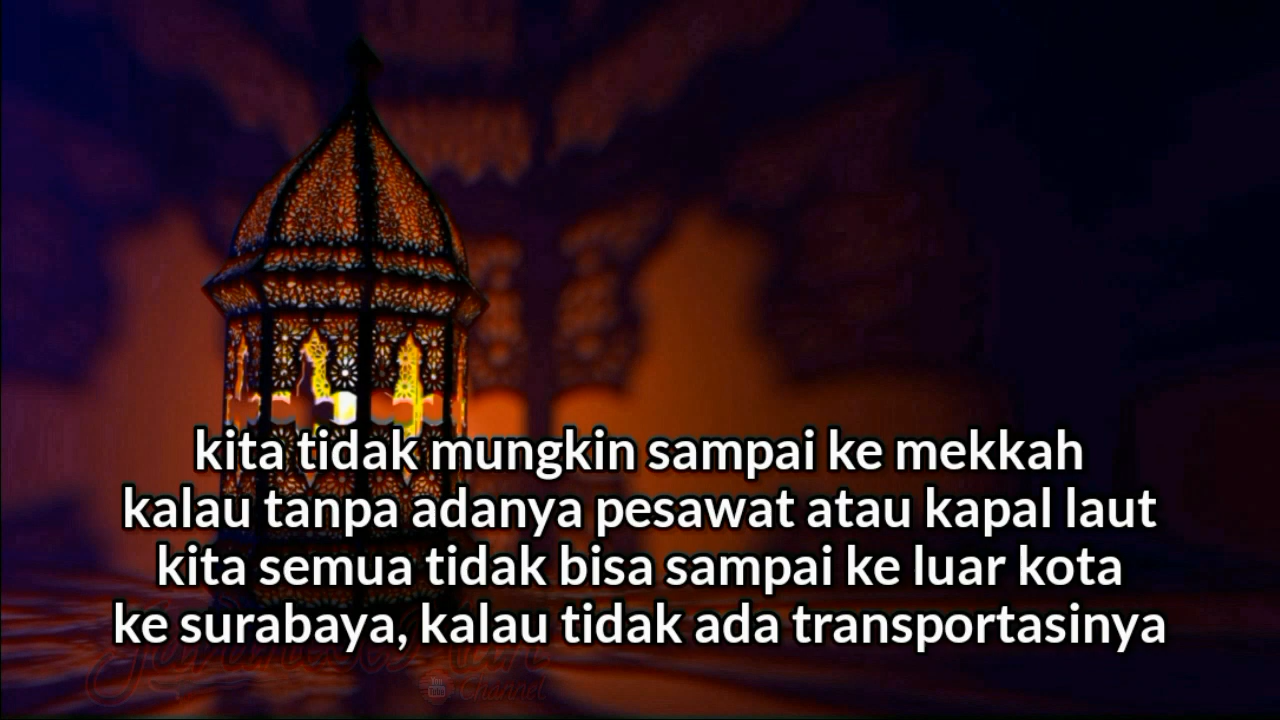 kita tidak mungkin sampai ke mekkah
kalau tanpa adanya pesawat atau kapal laut
kita semua tidak bisa sampai ke luar kota
ke surabaya, kalau tidak ada transportasinya
Channel